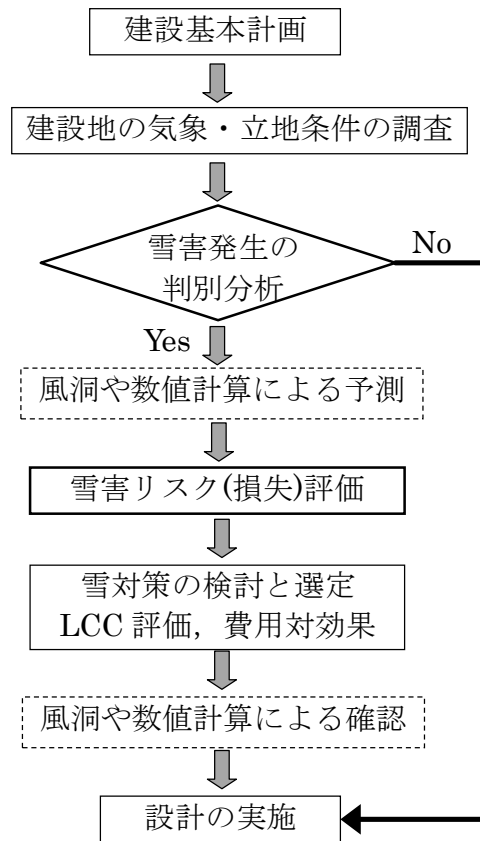 建設基本計画
建設地の気象・立地条件の調査
雪害発生の
判別分析
No
Yes
風洞や数値計算による予測
雪害リスク(損失)評価
雪対策の検討と選定
LCC 評価，費用対効果
風洞や数値計算による確認
設計の実施